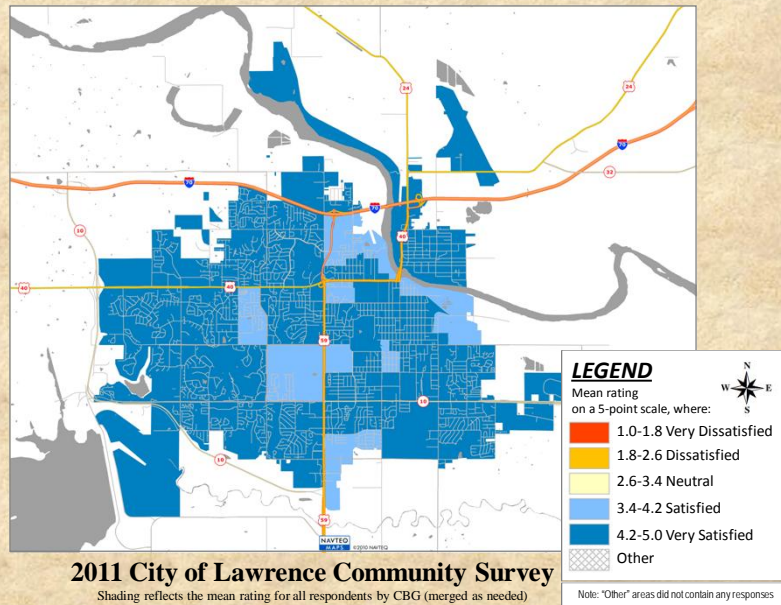 24
24
70
32
70
70
10
40
40
40
40
59
10
10
59
NAVTEQ
MAPS
©2010 NAVTEQ
LEGEND
Mean rating
on a 5-point scale, where:
N
W E
S
1.0-1.8 Very Dissatisfied
1.8-2.6 Dissatisfied
2.6-3.4 Neutral
3.4-4.2 Satisfied
4.2-5.0 Very Satisfied
Other
2011 City of Lawrence Community Survey
Shading reflects the mean rating for all respondents by CBG (merged as needed)
Note: "Other" areas did not contain any responses